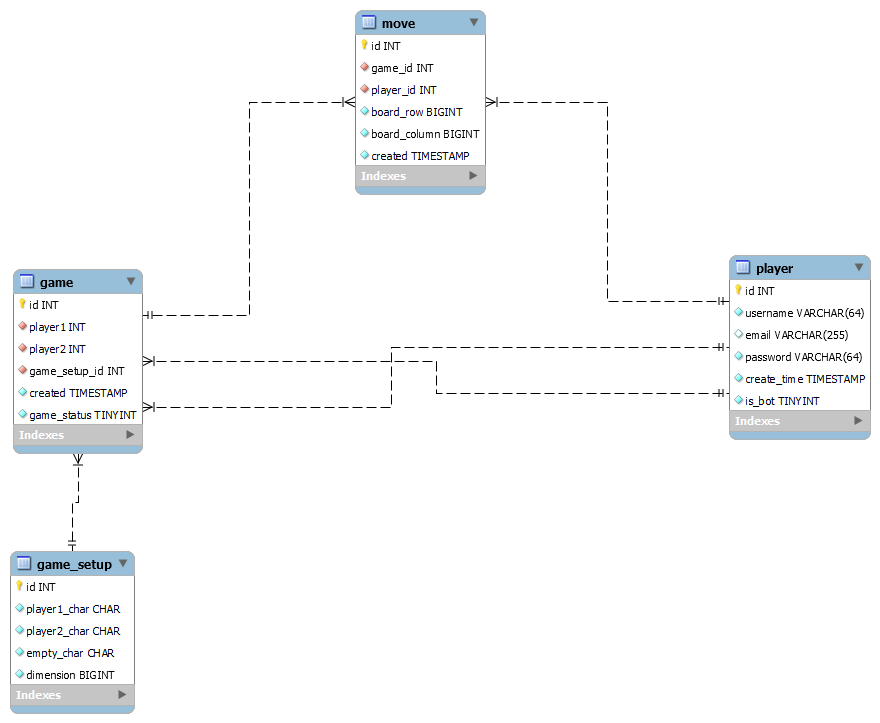 move
id INT
game_id INT
player_id INT
board_row BIGINT
board_column BIGINT
created TIMESTAMP
Indexes
game
id INT
player1 INT
player2 INT
game_setup_id INT
created TIMESTAMP
game_status TINYINT
Indexes
player
id INT
username VARCHAR(64)
email VARCHAR(255)
password VARCHAR(64)
create_time TIMESTAMP
is_bot TINYINT
Indexes
game_setup
id INT
player1_char CHAR
player2_char CHAR
empty_char CHAR
dimension BIGINT
Indexes